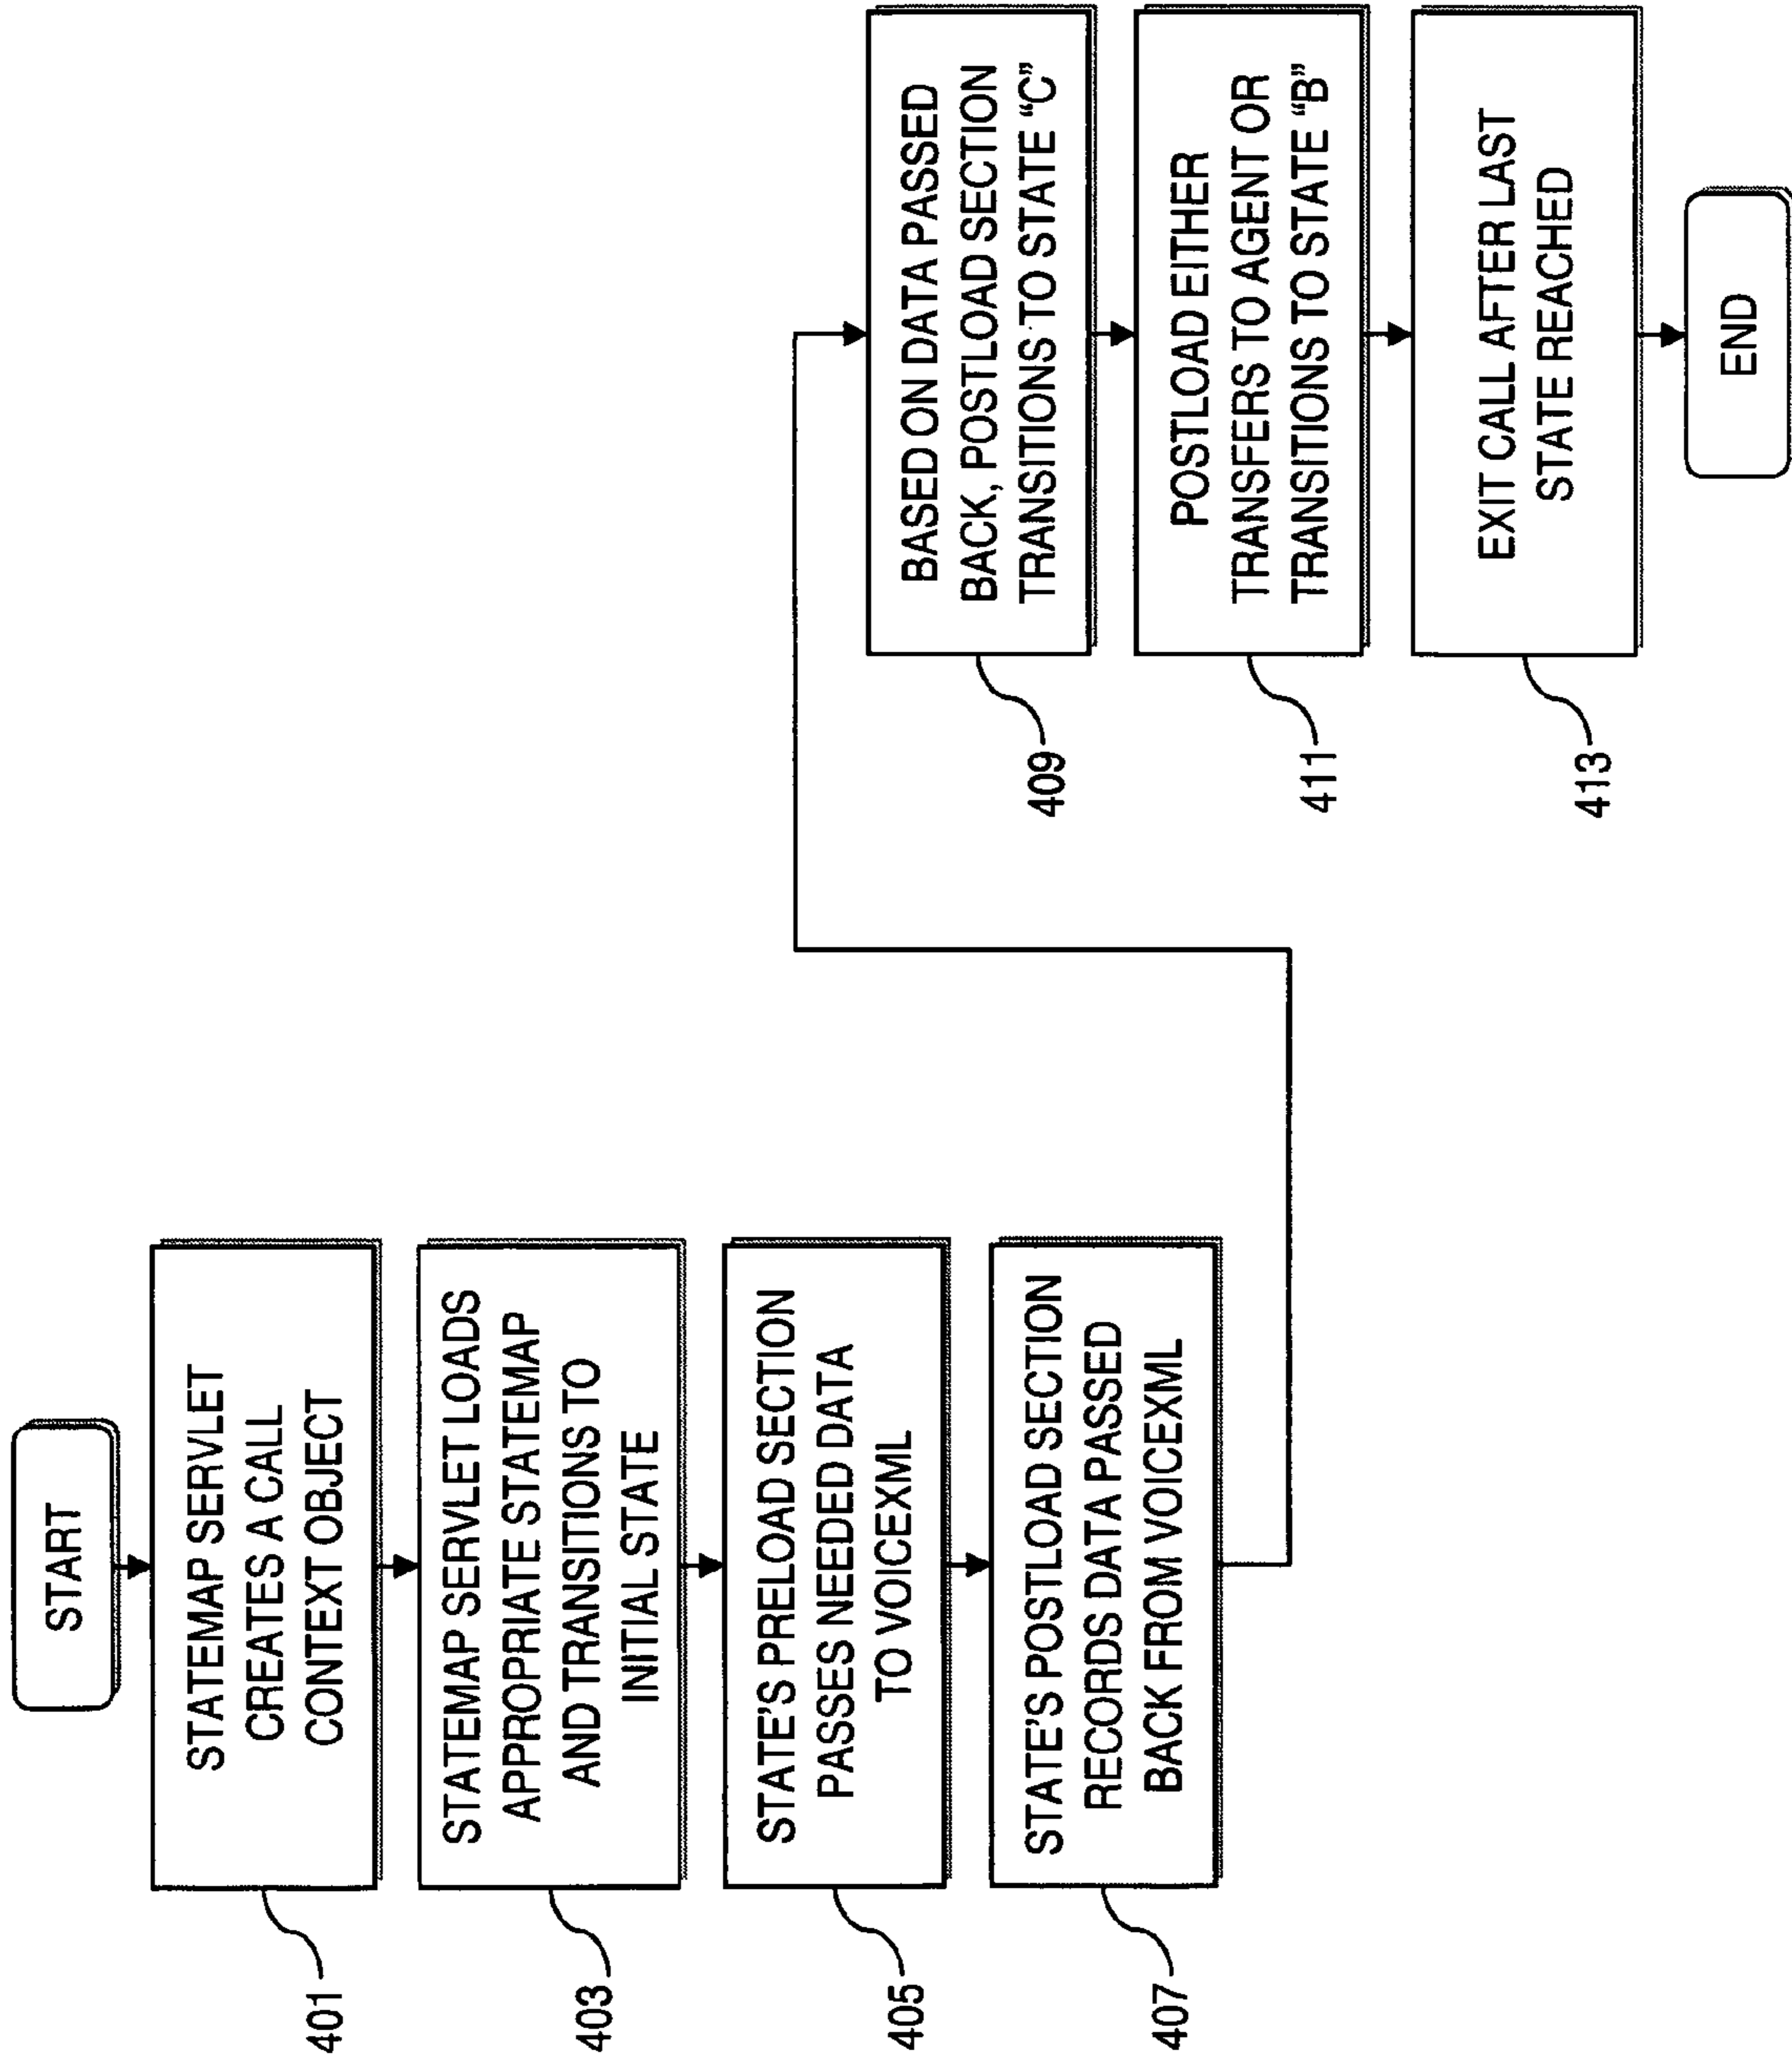 START
STATEMAP SERVLET
CREATES A CALL
CONTEXT OBJECT
401
STATEMAP SERVLET LOADS
APPROPRIATE STATEMAP
AND TRANSITIONS TO
INITIAL STATE
403
STATE'S PRELOAD SECTION
PASSES NEEDED DATA
TO VOICEXML
405
STATE'S POSTLOAD SECTION
RECORDS DATA PASSED
BACK FROM VOICEXML
407
BASED ON DATA PASSED
BACK, POSTLOAD SECTION
TRANSITIONS TO STATE “C”
409
POSTLOAD EITHER
TRANSFERS TO AGENT OR
TRANSITIONS TO STATE “B”
411
EXIT CALL AFTER LAST
STATE REACHED
413
END